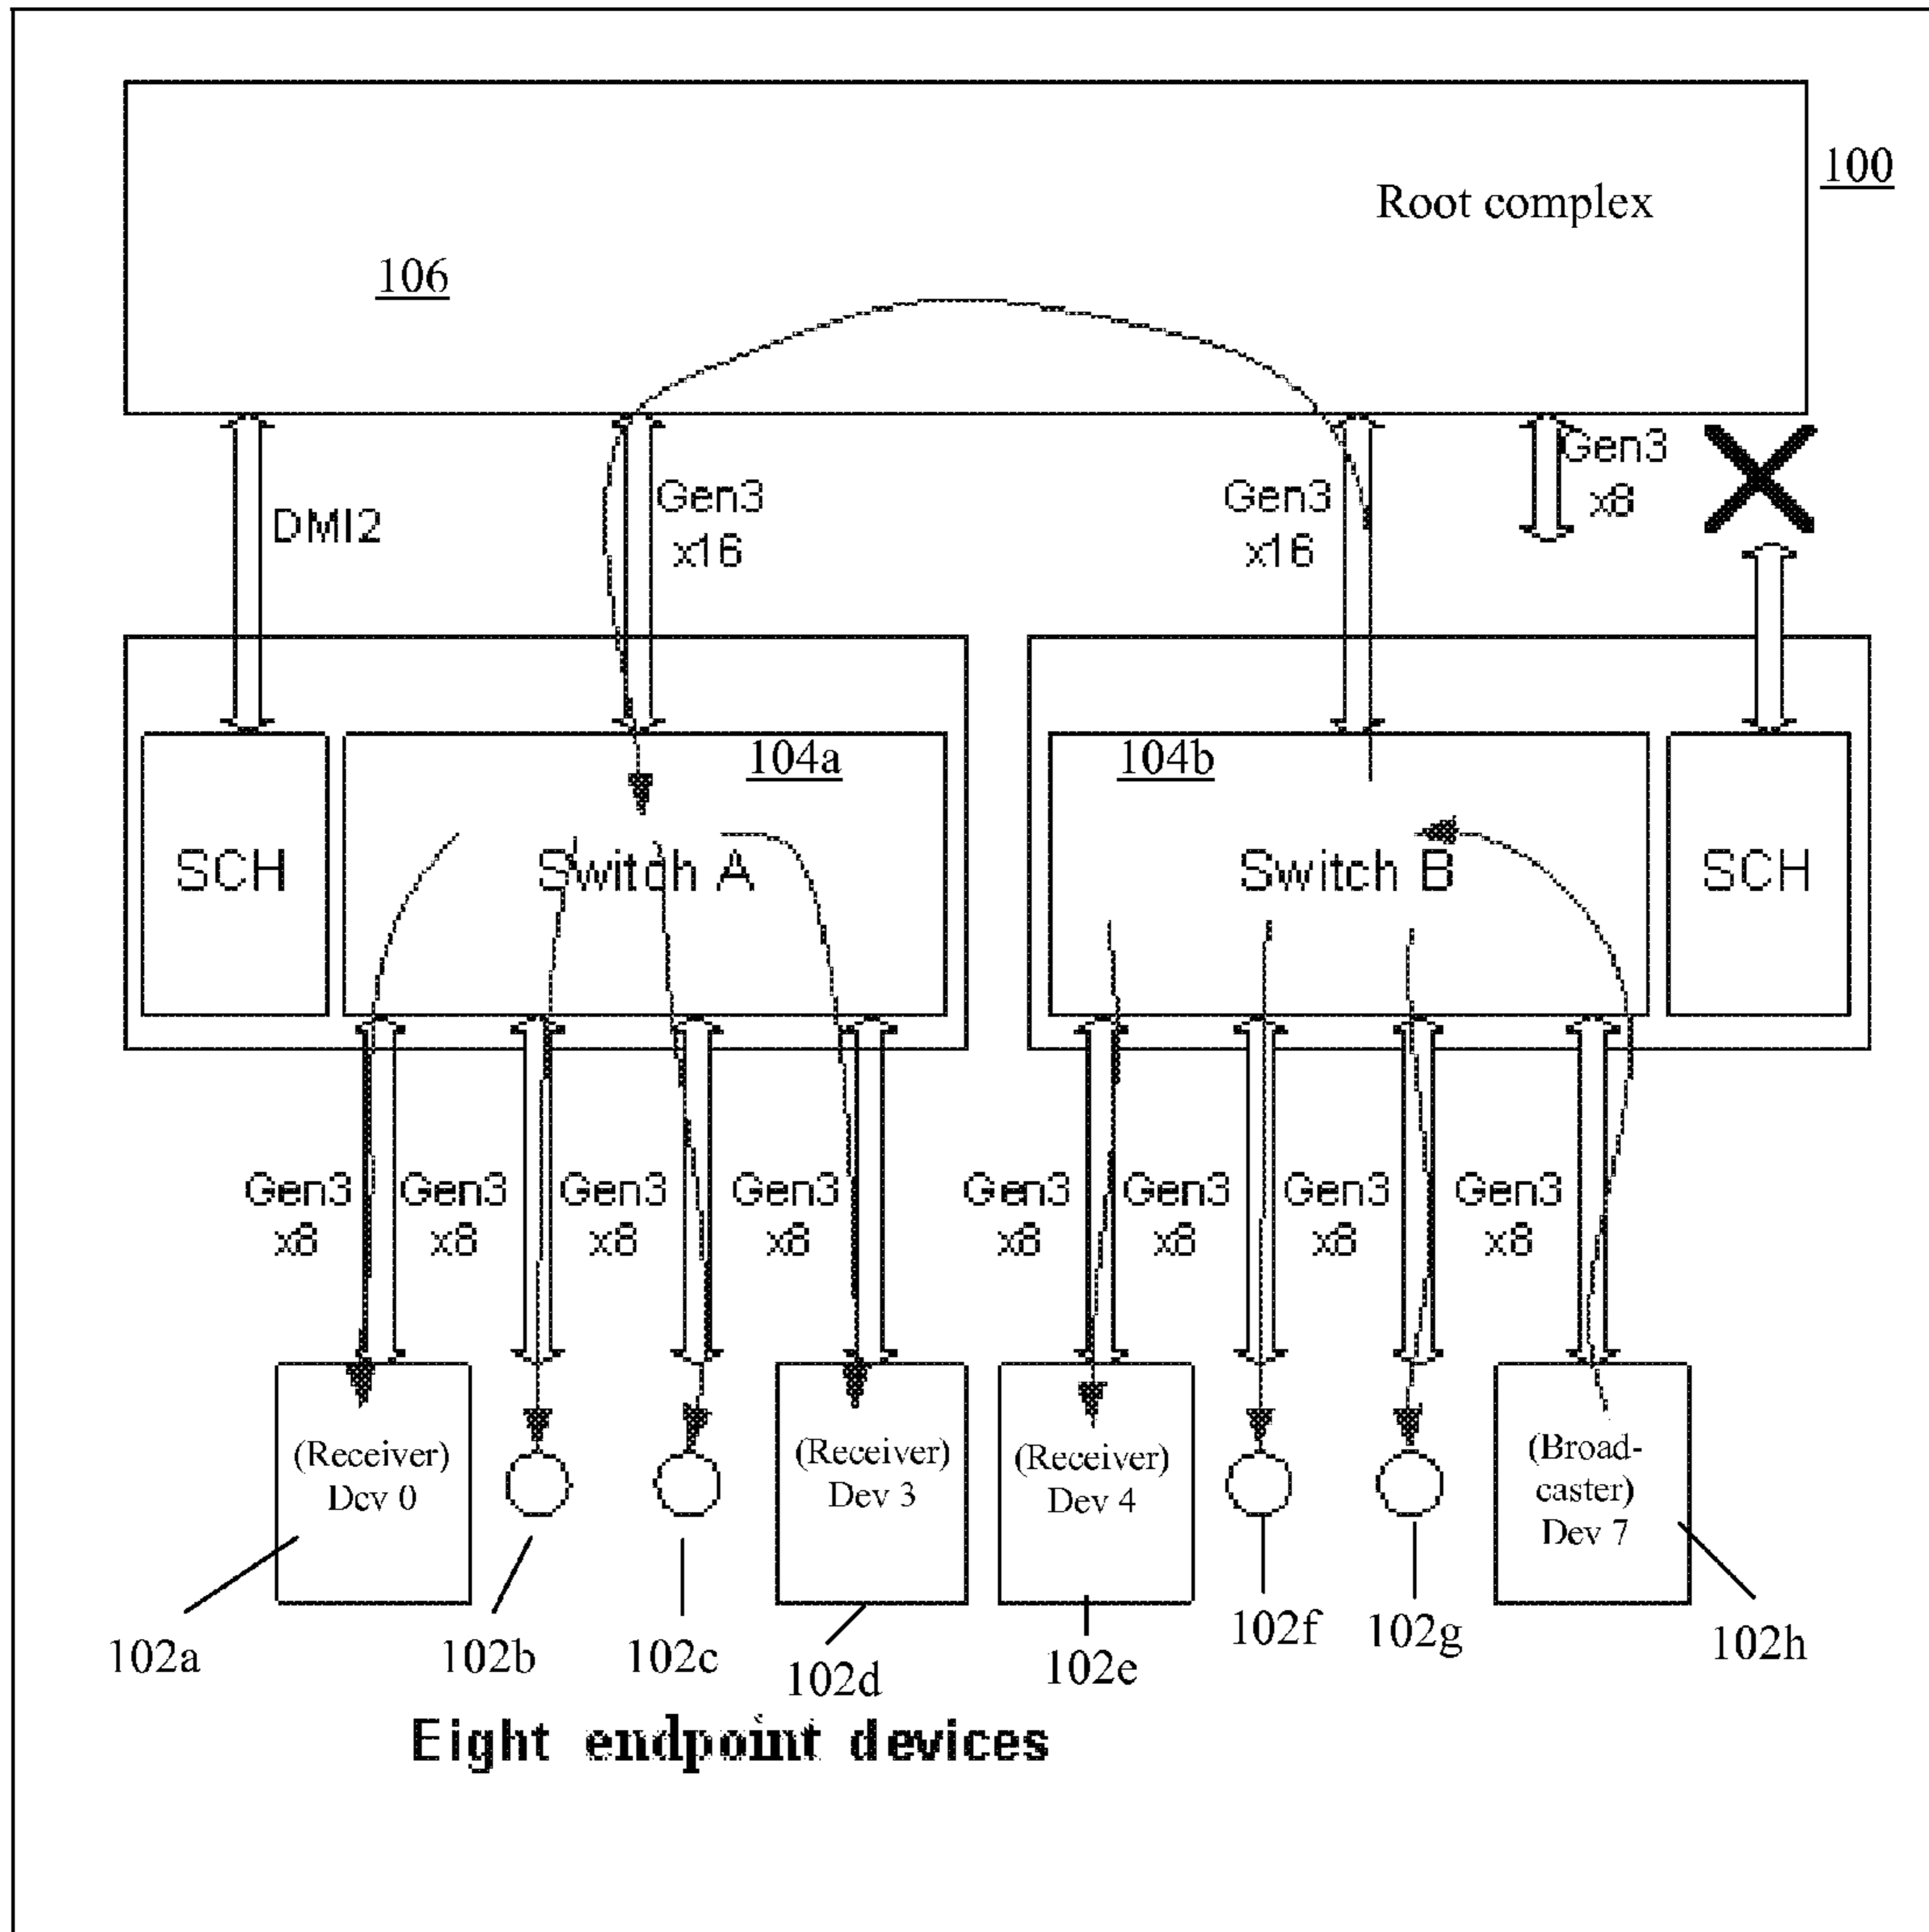 100
Root complex
106
DMI2
Gen3
x16
Gen3
x16
Gen3
x8
104a
104b
SCH
Switch A
Switch B
SCH
Gen3
x8
Gen3
x8
Gen3
x8
Gen3
x8
Gen3
x8
Gen3
x8
Gen3
x8
Gen3
x8
(Receiver)
Dev 0
(Receiver)
Dev 3
(Receiver)
Dev 4
(Broad-
caster)
Dev 7
102a
102b
102c
102d
102e
102f
102g
102h
Eight endpoint devices